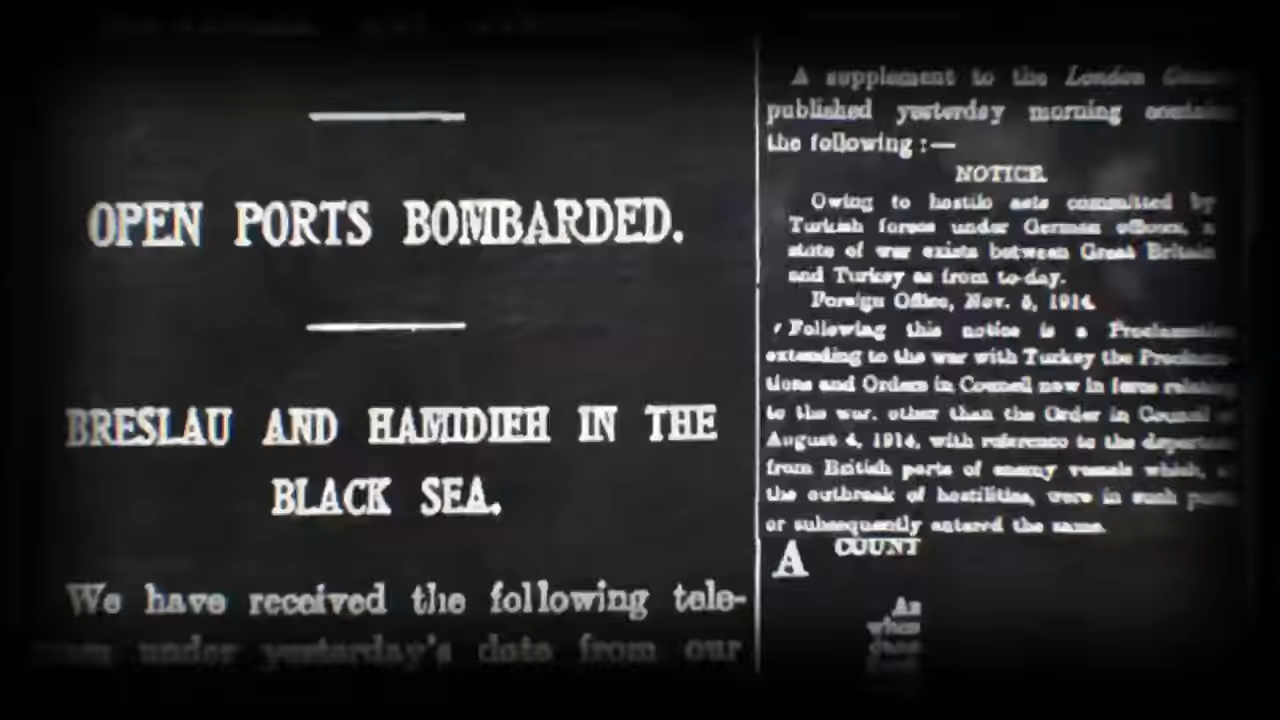 OPEN PORTS BOMBARDED.
BRESLAU AND HAMIDIEH IN THE
BLACK SEA.
We have received the following tele-
under yesterday's date from our
A supplement to the London
published yesterday morning
the following :—
NOTICE.
Owing to hostile acts committed by
Turkish forces under German officers, a
state of war exists between Great Britain
and Turkey as from to-day.
Foreign Office, Nov. 5, 1914.
Following this notice is a Proclamation
extending to the war with Turkey the Proclama-
tions and Orders in Council now in force relating
to the war, other than the Order in Council of
August 4, 1914, with reference to the departure
from British ports of enemy vessels which, at
the outbreak of hostilities, were in such ports
or subsequently entered the same.
A COUNT
As
when